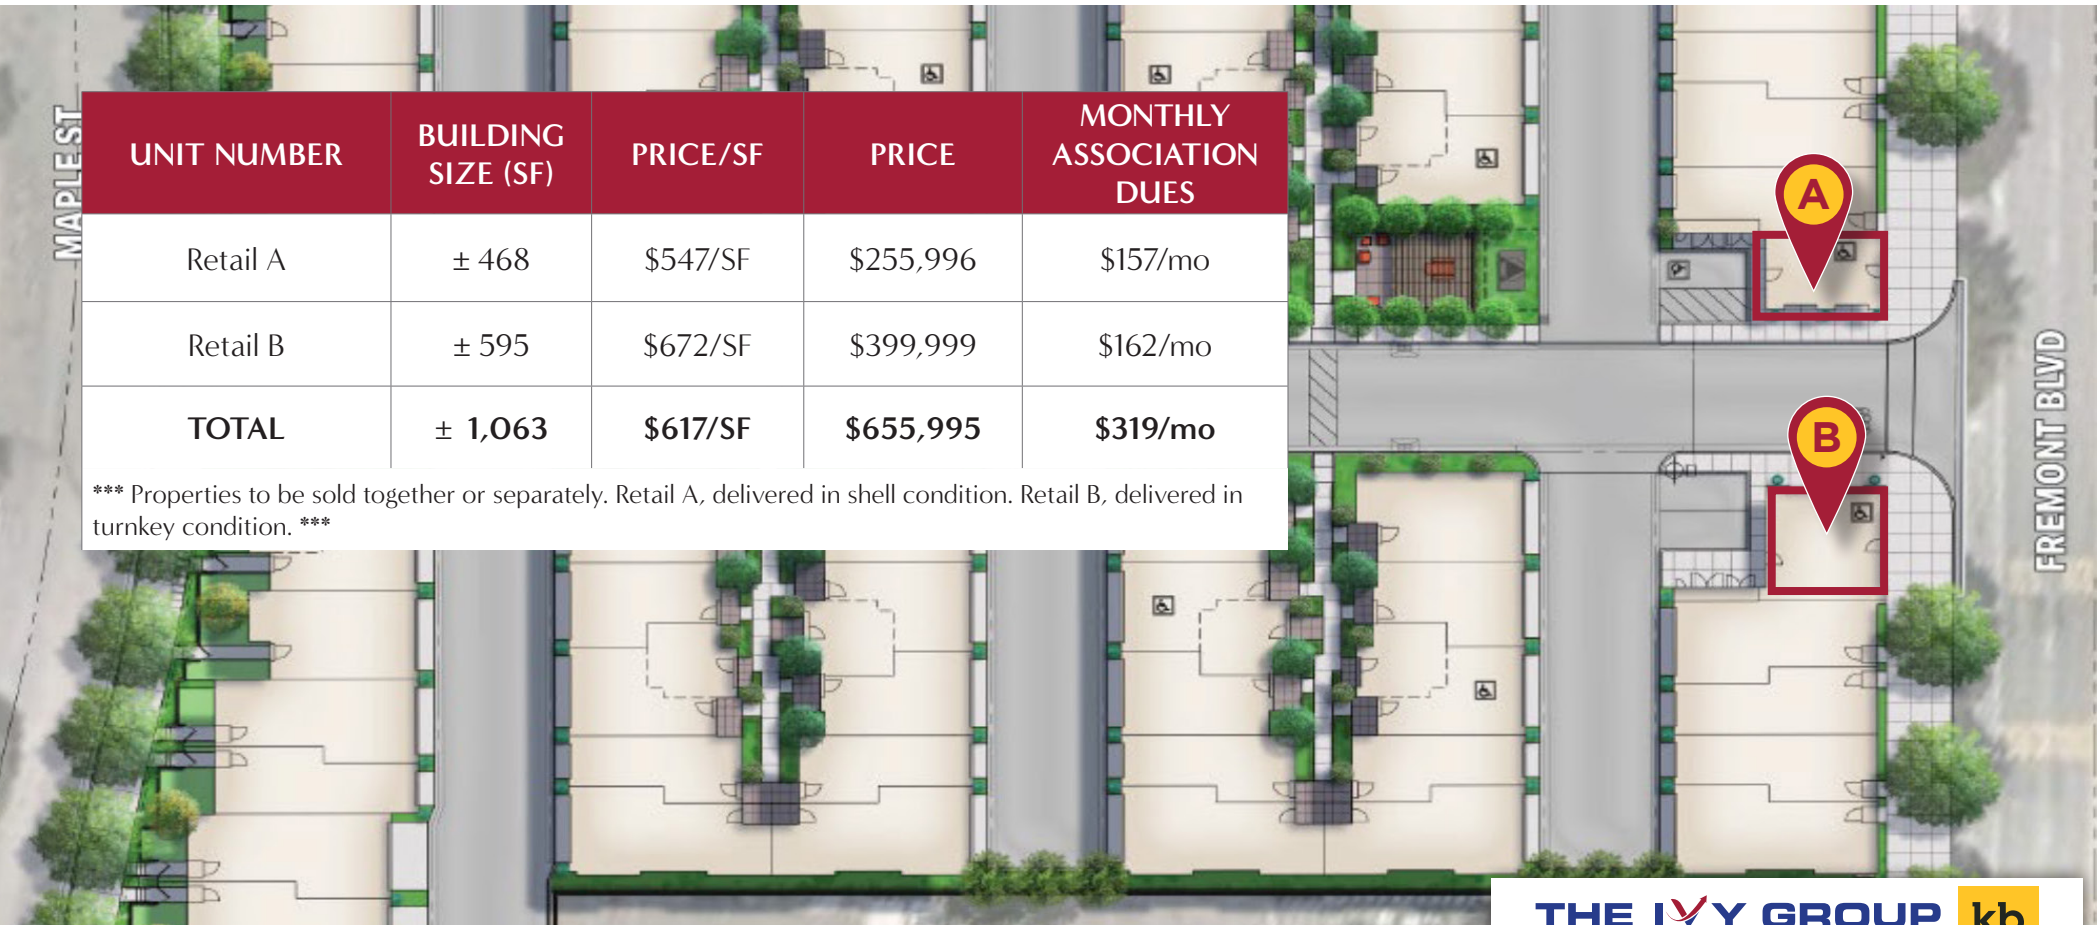 MAPLE ST
UNIT NUMBER
BUILDING
SIZE (SF)
PRICE/SF
PRICE
MONTHLY
ASSOCIATION
DUES
Retail A
± 468
$547/SF
$255,996
$157/mo
Retail B
± 595
$672/SF
$399,999
$162/mo
TOTAL
± 1,063
$617/SF
$655,995
$319/mo
*** Properties to be sold together or separately. Retail A, delivered in shell condition. Retail B, delivered in
turnkey condition. ***
A
B
FREMONT BLVD
THE IVY GROUP
kb